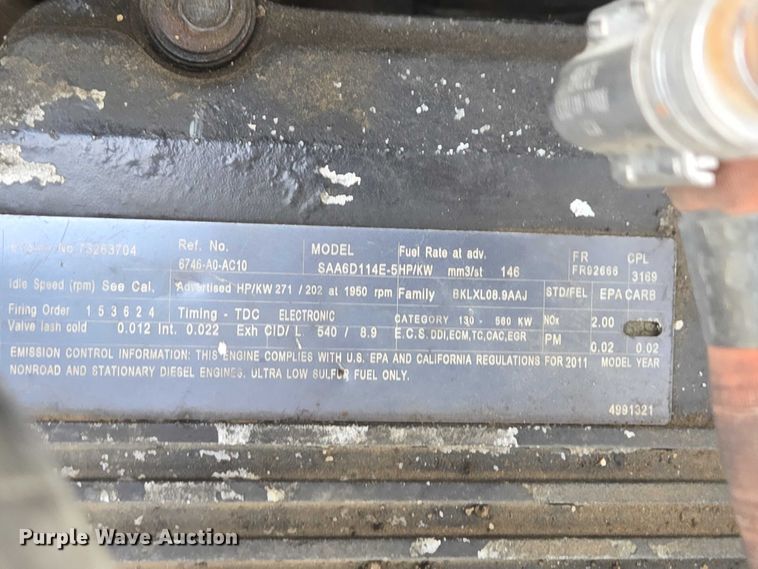 Engine No 73263704 Ref. No. 6746-A0-AC10 MODEL SAA6D114E-5 Fuel Rate at adv. HP/KW mm3/st 146 FR FR92666 CPL 3169
Idle Speed (rpm) See Cal. Advertised HP/KW 271 / 202 at 1950 rpm Family BKLXL08.9AAJ STD/FEL EPA CARB
Firing Order 1 5 3 6 2 4 Timing - TDC ELECTRONIC CATEGORY 130 - 560 KW NOx 2.00
Valve lash cold 0.012 Int. 0.022 Exh CID/ L 540 / 8.9 E.C.S. DDI,ECM,TC,CAC,EGR PM 0.02 0.02
EMISSION CONTROL INFORMATION: THIS ENGINE COMPLIES WITH U.S. EPA AND CALIFORNIA REGULATIONS FOR 2011 MODEL YEAR
NONROAD AND STATIONARY DIESEL ENGINES. ULTRA LOW SULFUR FUEL ONLY.
4991321
Purple Wave Auction